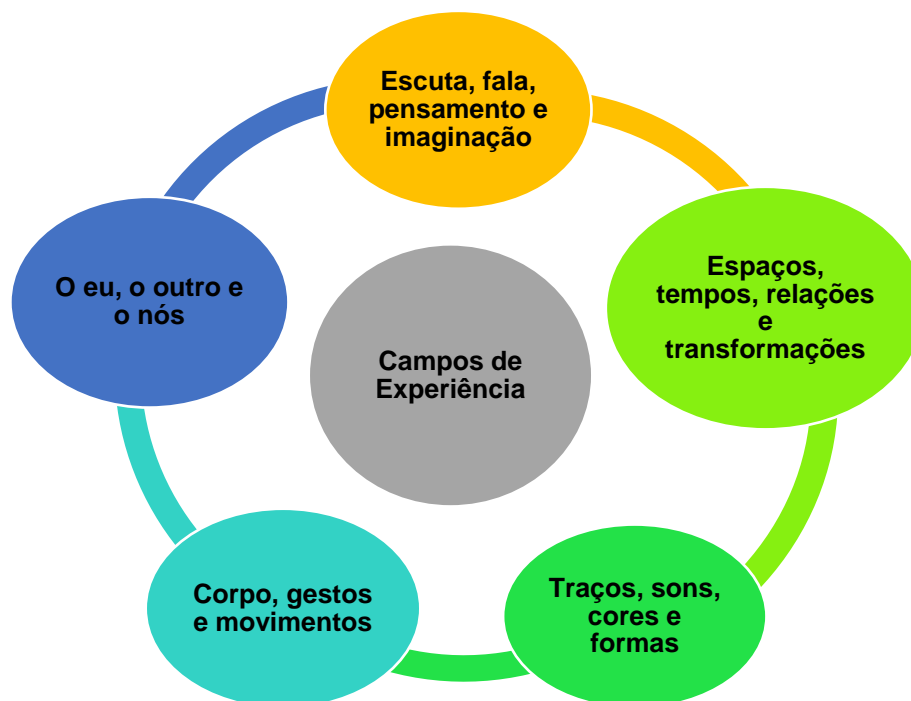 Escuta, fala,
pensamento e
imaginação
Espaços,
tempos, relações
e
transformações
O eu, o outro e
o nós
Campos de
Experiência
Traços, sons,
cores e
formas
Corpo, gestos
e movimentos